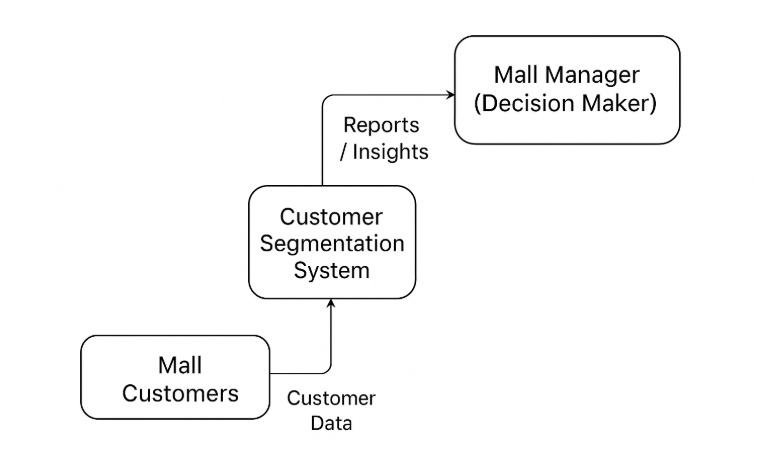 Mall Manager
(Decision Maker)
Reports
/ Insights
Customer
Segmentation
System
Mall
Customers
Customer
Data